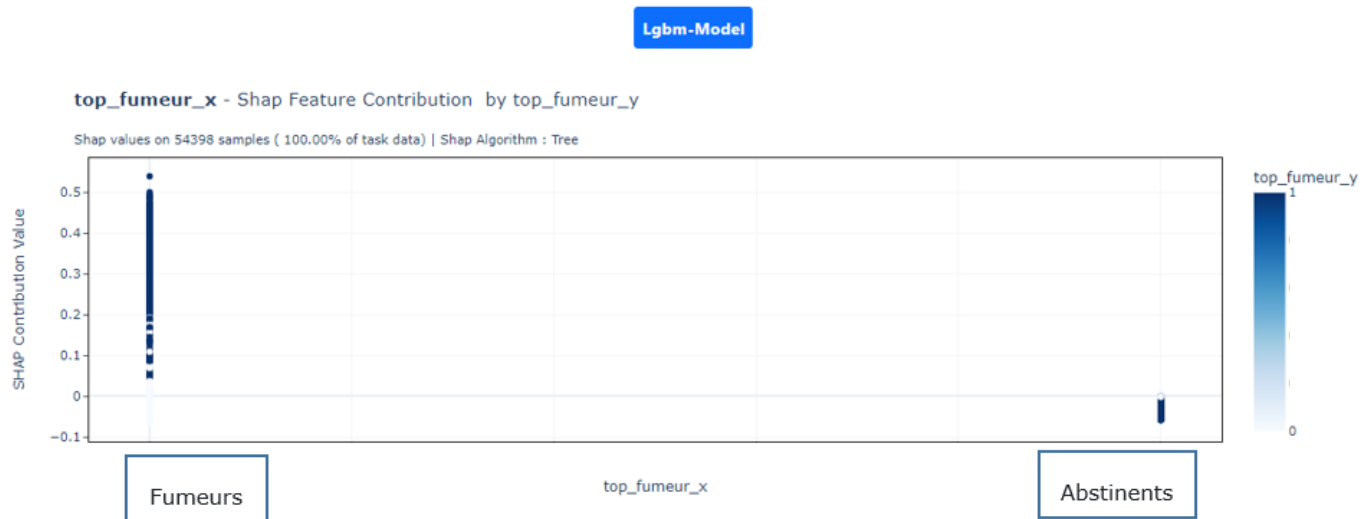 Lgbm-Model
top_fumeur_x - Shap Feature Contribution by top_fumeur_y
Shap values on 54398 samples ( 100.00% of task data) | Shap Algorithm : Tree
SHAP Contribution Value
0.5
0.4
0.3
0.2
0.1
0
−0.1
top_fumeur_y
1
0
top_fumeur_x
Fumeurs
Abstinents